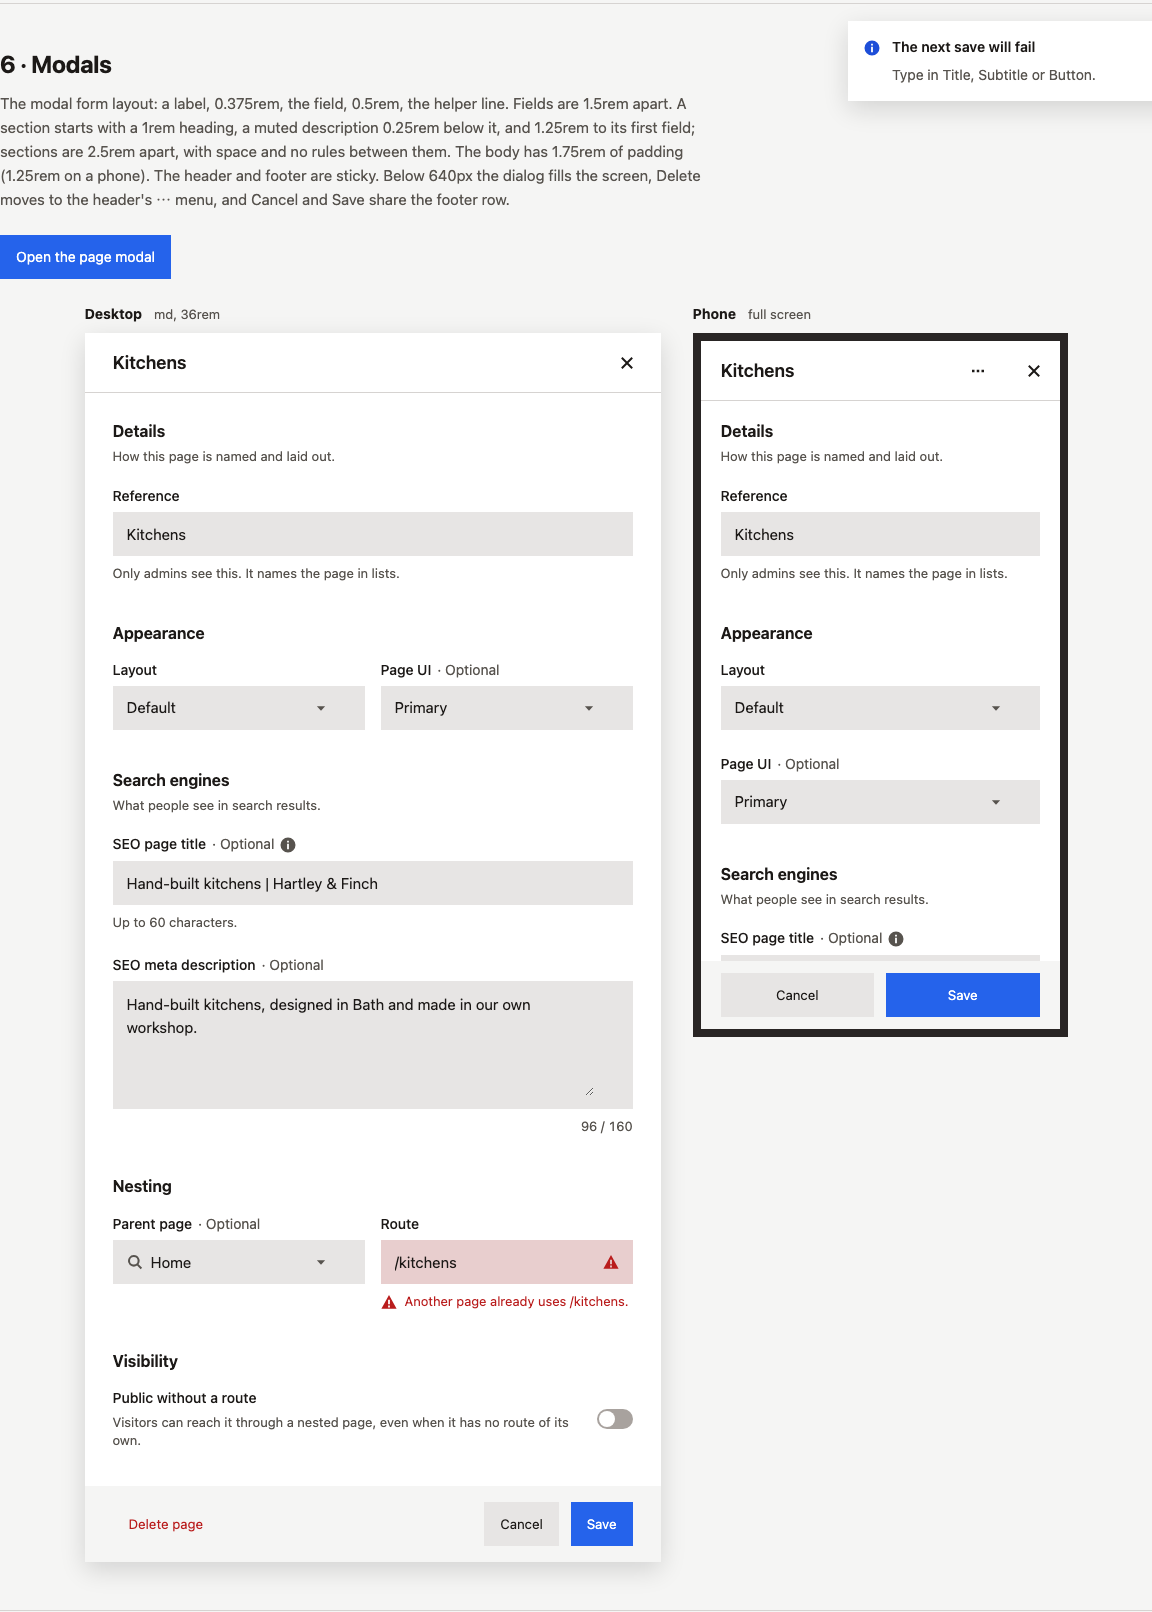 The next save will fail
Type in Title, Subtitle or Button.
6 · Modals
The modal form layout: a label, 0.375rem, the field, 0.5rem, the helper line. Fields are 1.5rem apart. A
section starts with a 1rem heading, a muted description 0.25rem below it, and 1.25rem to its first field;
sections are 2.5rem apart, with space and no rules between them. The body has 1.75rem of padding
(1.25rem on a phone). The header and footer are sticky. Below 640px the dialog fills the screen, Delete
moves to the header's ··· menu, and Cancel and Save share the footer row.
Open the page modal
Desktop md, 36rem
Kitchens
Details
How this page is named and laid out.
Reference
Kitchens
Only admins see this. It names the page in lists.
Appearance
Layout
Default
Page UI · Optional
Primary
Search engines
What people see in search results.
SEO page title · Optional
Hand-built kitchens | Hartley & Finch
Up to 60 characters.
SEO meta description · Optional
Hand-built kitchens, designed in Bath and made in our own
workshop.
96 / 160
Nesting
Parent page · Optional
Home
Route
/kitchens
Another page already uses /kitchens.
Visibility
Public without a route
Visitors can reach it through a nested page, even when it has no route of its
own.
Delete page
Cancel
Save
Phone full screen
Kitchens
Details
How this page is named and laid out.
Reference
Kitchens
Only admins see this. It names the page in lists.
Appearance
Layout
Default
Page UI · Optional
Primary
Search engines
What people see in search results.
SEO page title · Optional
Cancel
Save